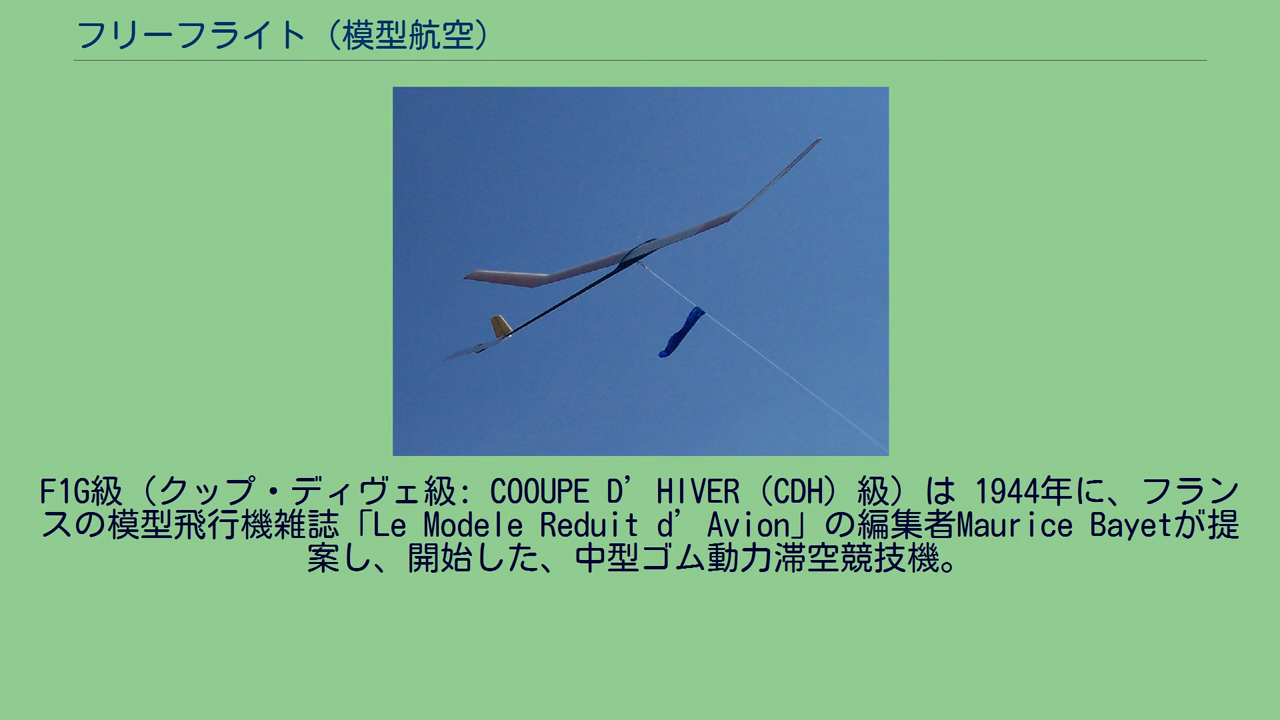 フリーフライト（模型航空）
F1G級（クップ・ディヴェ級: COOUPE D’HIVER（CDH）級）は 1944年に、フラン
スの模型飛行機雑誌「Le Modele Reduit d’Avion」の編集者Maurice Bayetが提
案し、開始した、中型ゴム動力滞空競技機。